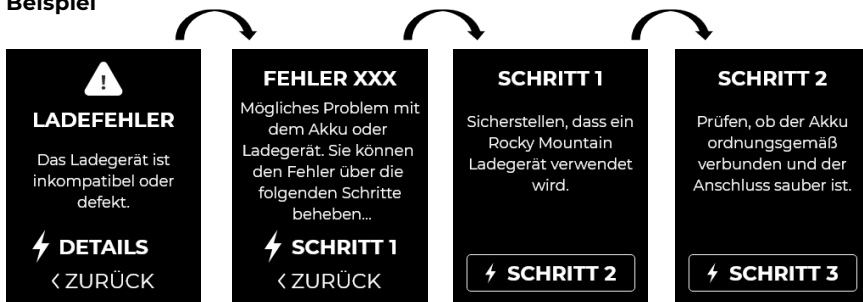 Beispiel
LADEFEHLER
Das Ladegerät ist
inkompatibel oder
defekt.
DETAILS
< ZURÜCK
FEHLER XXX
Mögliches Problem mit
dem Akku oder
Ladegerät. Sie können
den Fehler über die
folgenden Schritte
beheben...
SCHRITT 1
< ZURÜCK
SCHRITT 1
Sicherstellen, dass ein
Rocky Mountain
Ladegerät verwendet
wird.
SCHRITT 2
SCHRITT 2
Prüfen, ob der Akku
ordnungsgemäß
verbunden und der
Anschluss sauber ist.
SCHRITT 3